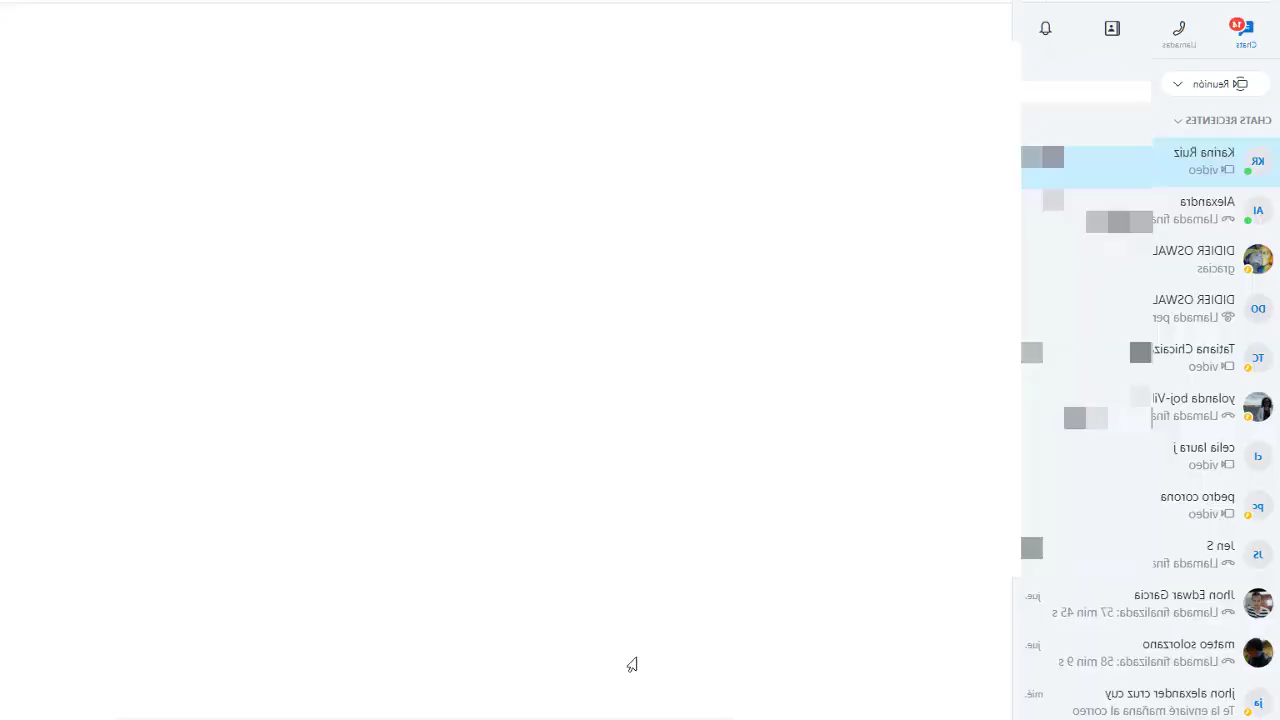 14
Chats
Llamadas
Reunión
CHATS RECIENTES
KR
Karina Ruiz
video
Al
Alexandra
Llamada fina
DIDIER OSWAL
gracias
DO
DIDIER OSWAL
Llamada per
TC
Tatiana Chicaiz
video
yolanda boj-Vil
Llamada fina
cl
celia laura j
video
pc
pedro corona
video
JS
Jen S
Llamada fina
Jhon Edwar Garcia
jue.
Llamada finalizada: 57 min 45 s
mateo solorzano
jue.
Llamada finalizada: 58 min 9 s
ja
jhon alexander cruz cuy
mié.
Te la enviaré mañana al correo